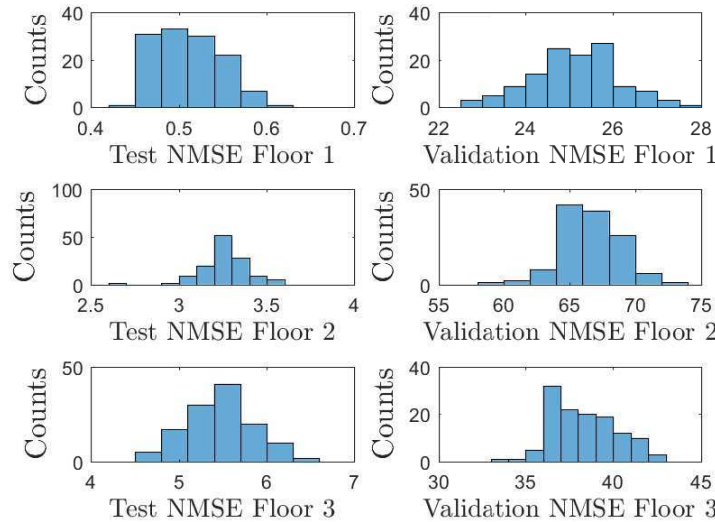 40
20
0
Counts
0.4 0.5 0.6 0.7
Test NMSE Floor 1
40
20
0
Counts
22 24 26 28
Validation NMSE Floor 1
100
50
0
Counts
2.5 3 3.5 4
Test NMSE Floor 2
50
0
Counts
55 60 65 70 75
Validation NMSE Floor 2
50
0
Counts
4 5 6 7
Test NMSE Floor 3
40
20
0
Counts
30 35 40 45
Validation NMSE Floor 3